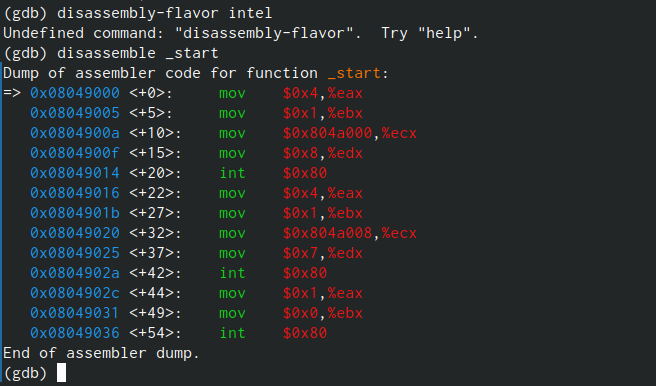 (gdb) disassembly-flavor intel
Undefined command: "disassembly-flavor".  Try "help".
(gdb) disassemble _start
Dump of assembler code for function _start:
=> 0x08049000 <+0>:     mov    $0x4,%eax
   0x08049005 <+5>:     mov    $0x1,%ebx
   0x0804900a <+10>:    mov    $0x804a000,%ecx
   0x0804900f <+15>:    mov    $0x8,%edx
   0x08049014 <+20>:    int    $0x80
   0x08049016 <+22>:    mov    $0x4,%eax
   0x0804901b <+27>:    mov    $0x1,%ebx
   0x08049020 <+32>:    mov    $0x804a008,%ecx
   0x08049025 <+37>:    mov    $0x7,%edx
   0x0804902a <+42>:    int    $0x80
   0x0804902c <+44>:    mov    $0x1,%eax
   0x08049031 <+49>:    mov    $0x0,%ebx
   0x08049036 <+54>:    int    $0x80
End of assembler dump.
(gdb)